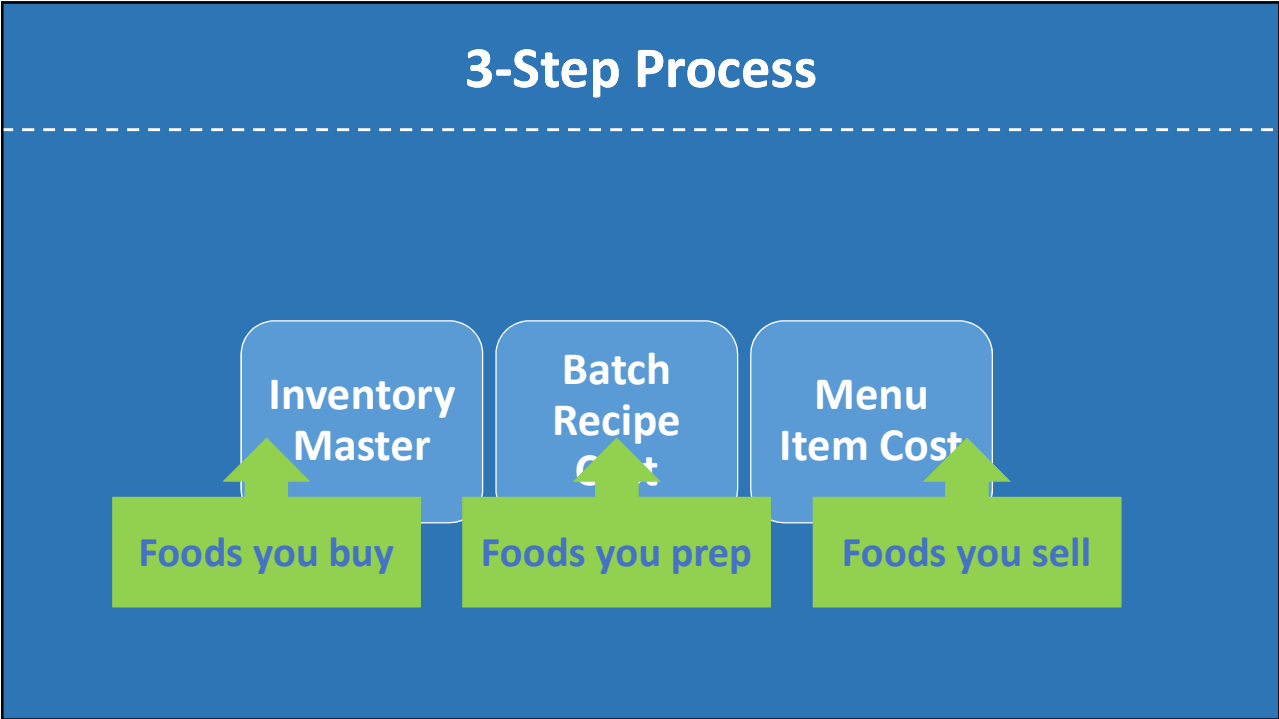 3-Step Process
Inventory
Master
Batch
Recipe
Cost
Menu
Item Cost
Foods you buy
Foods you prep
Foods you sell